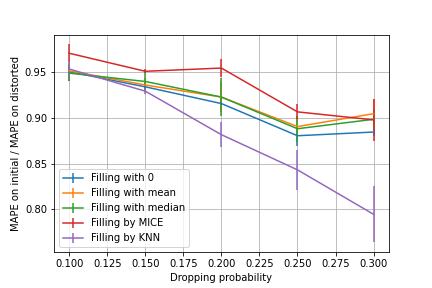 MAPE on initial / MAPE on distorted
0.95
0.90
0.85
0.80
Filling with 0
Filling with mean
Filling with median
Filling by MICE
Filling by KNN
0.100 0.125 0.150 0.175 0.200 0.225 0.250 0.275 0.300
Dropping probability